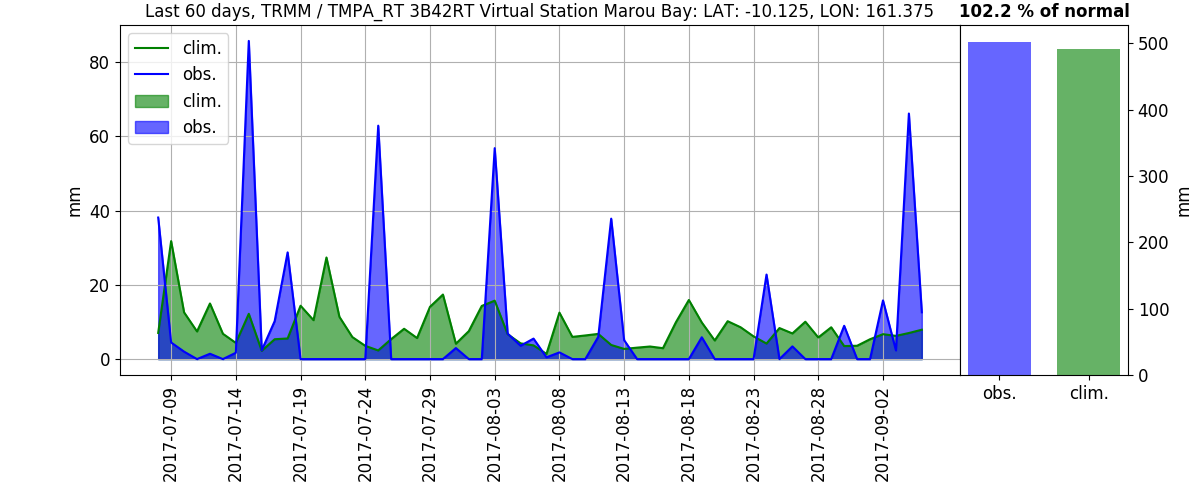 Last 60 days, TRMM / TMPA_RT 3B42RT Virtual Station Marou Bay: LAT: -10.125, LON: 161.375
102.2 % of normal
clim.
obs.
clim.
obs.
mm
80
60
40
20
0
2017-07-09
2017-07-14
2017-07-19
2017-07-24
2017-07-29
2017-08-03
2017-08-08
2017-08-13
2017-08-18
2017-08-23
2017-08-28
2017-09-02
500
400
300
200
100
0
mm
obs.
clim.